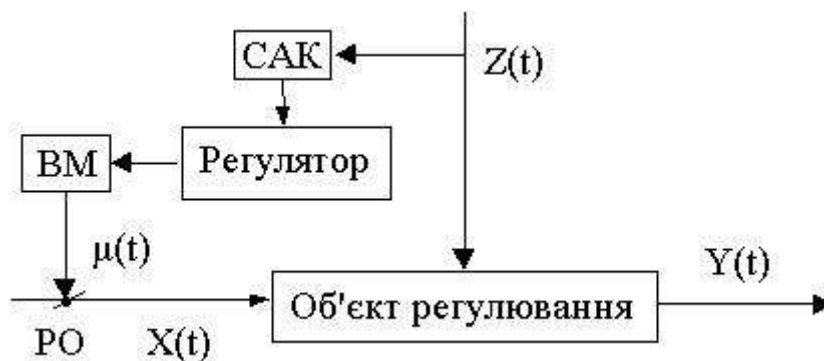 САК
Z(t)
ВМ
Регулятор
μ(t)
Y(t)
Об'єкт регулювання
РО
X(t)